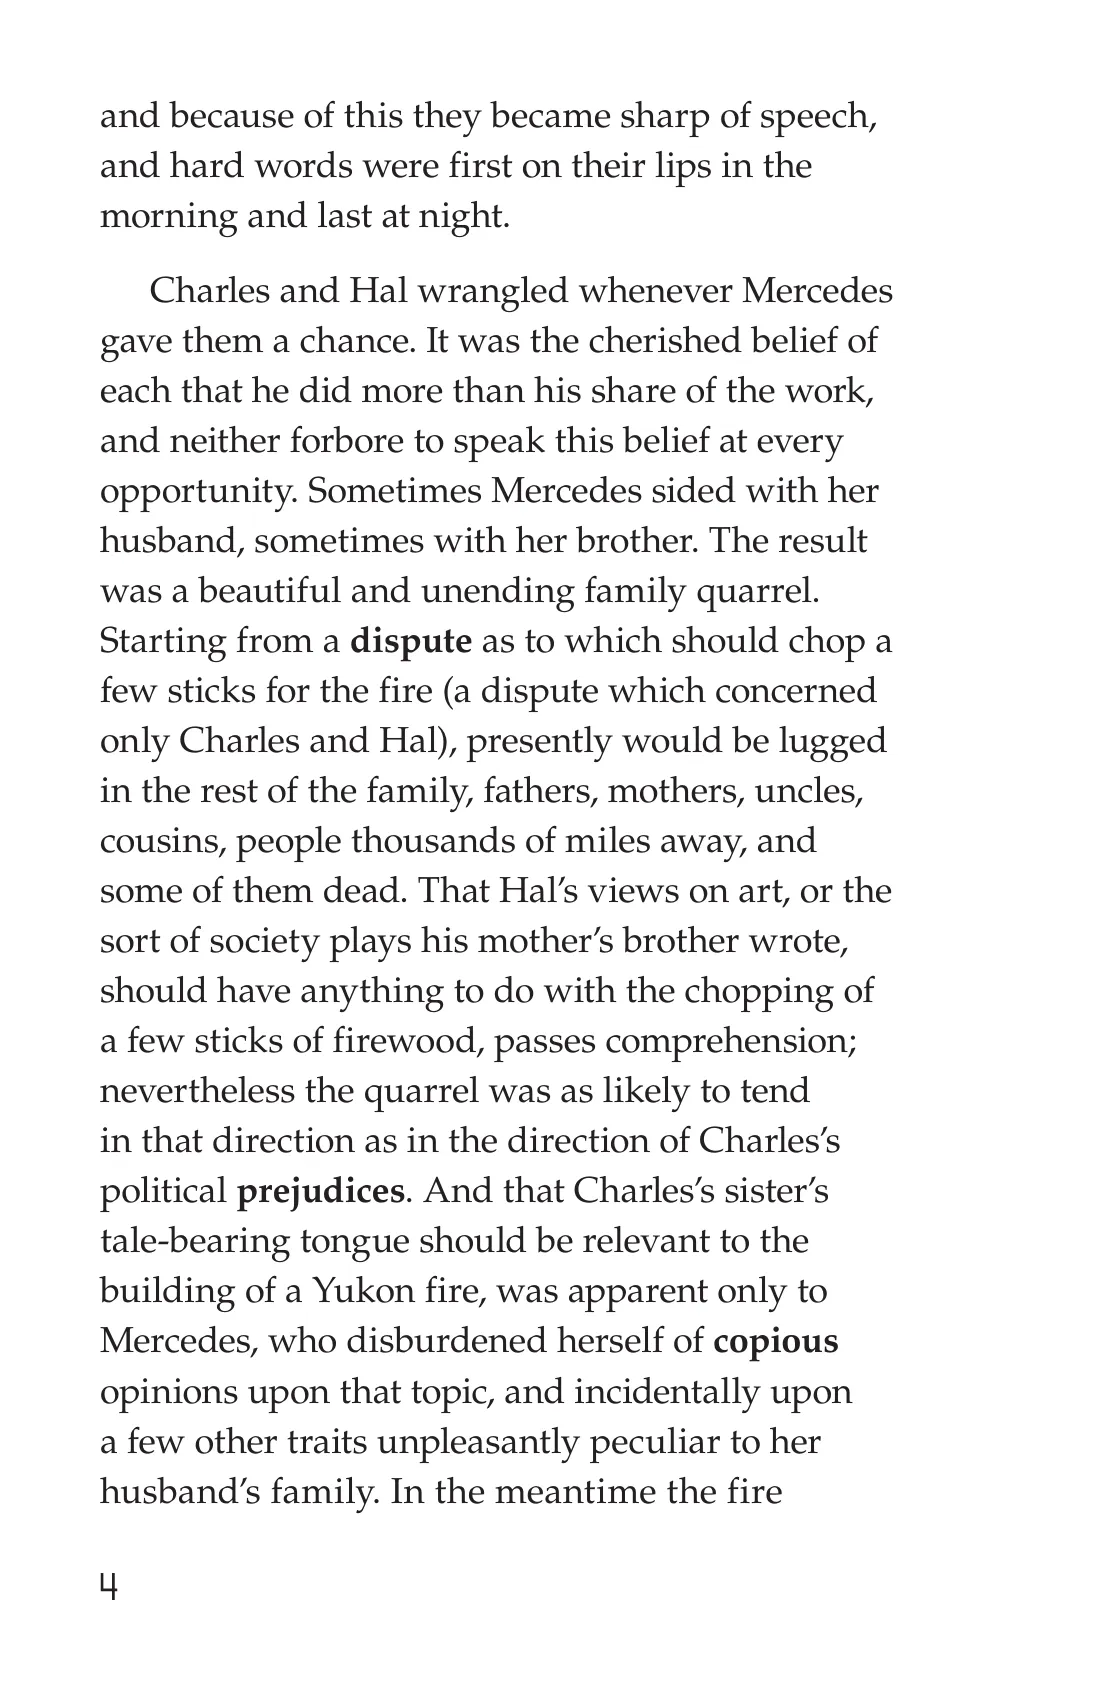 and because of this they became sharp of speech,
and hard words were first on their lips in the
morning and last at night.
Charles and Hal wrangled whenever Mercedes
gave them a chance. It was the cherished belief of
each that he did more than his share of the work,
and neither forbore to speak this belief at every
opportunity. Sometimes Mercedes sided with her
husband, sometimes with her brother. The result
was a beautiful and unending family quarrel.
Starting from a dispute as to which should chop a
few sticks for the fire (a dispute which concerned
only Charles and Hal), presently would be lugged
in the rest of the family, fathers, mothers, uncles,
cousins, people thousands of miles away, and
some of them dead. That Hal’s views on art, or the
sort of society plays his mother’s brother wrote,
should have anything to do with the chopping of
a few sticks of firewood, passes comprehension;
nevertheless the quarrel was as likely to tend
in that direction as in the direction of Charles’s
political prejudices. And that Charles’s sister’s
tale-bearing tongue should be relevant to the
building of a Yukon fire, was apparent only to
Mercedes, who disburdened herself of copious
opinions upon that topic, and incidentally upon
a few other traits unpleasantly peculiar to her
husband’s family. In the meantime the fire
4